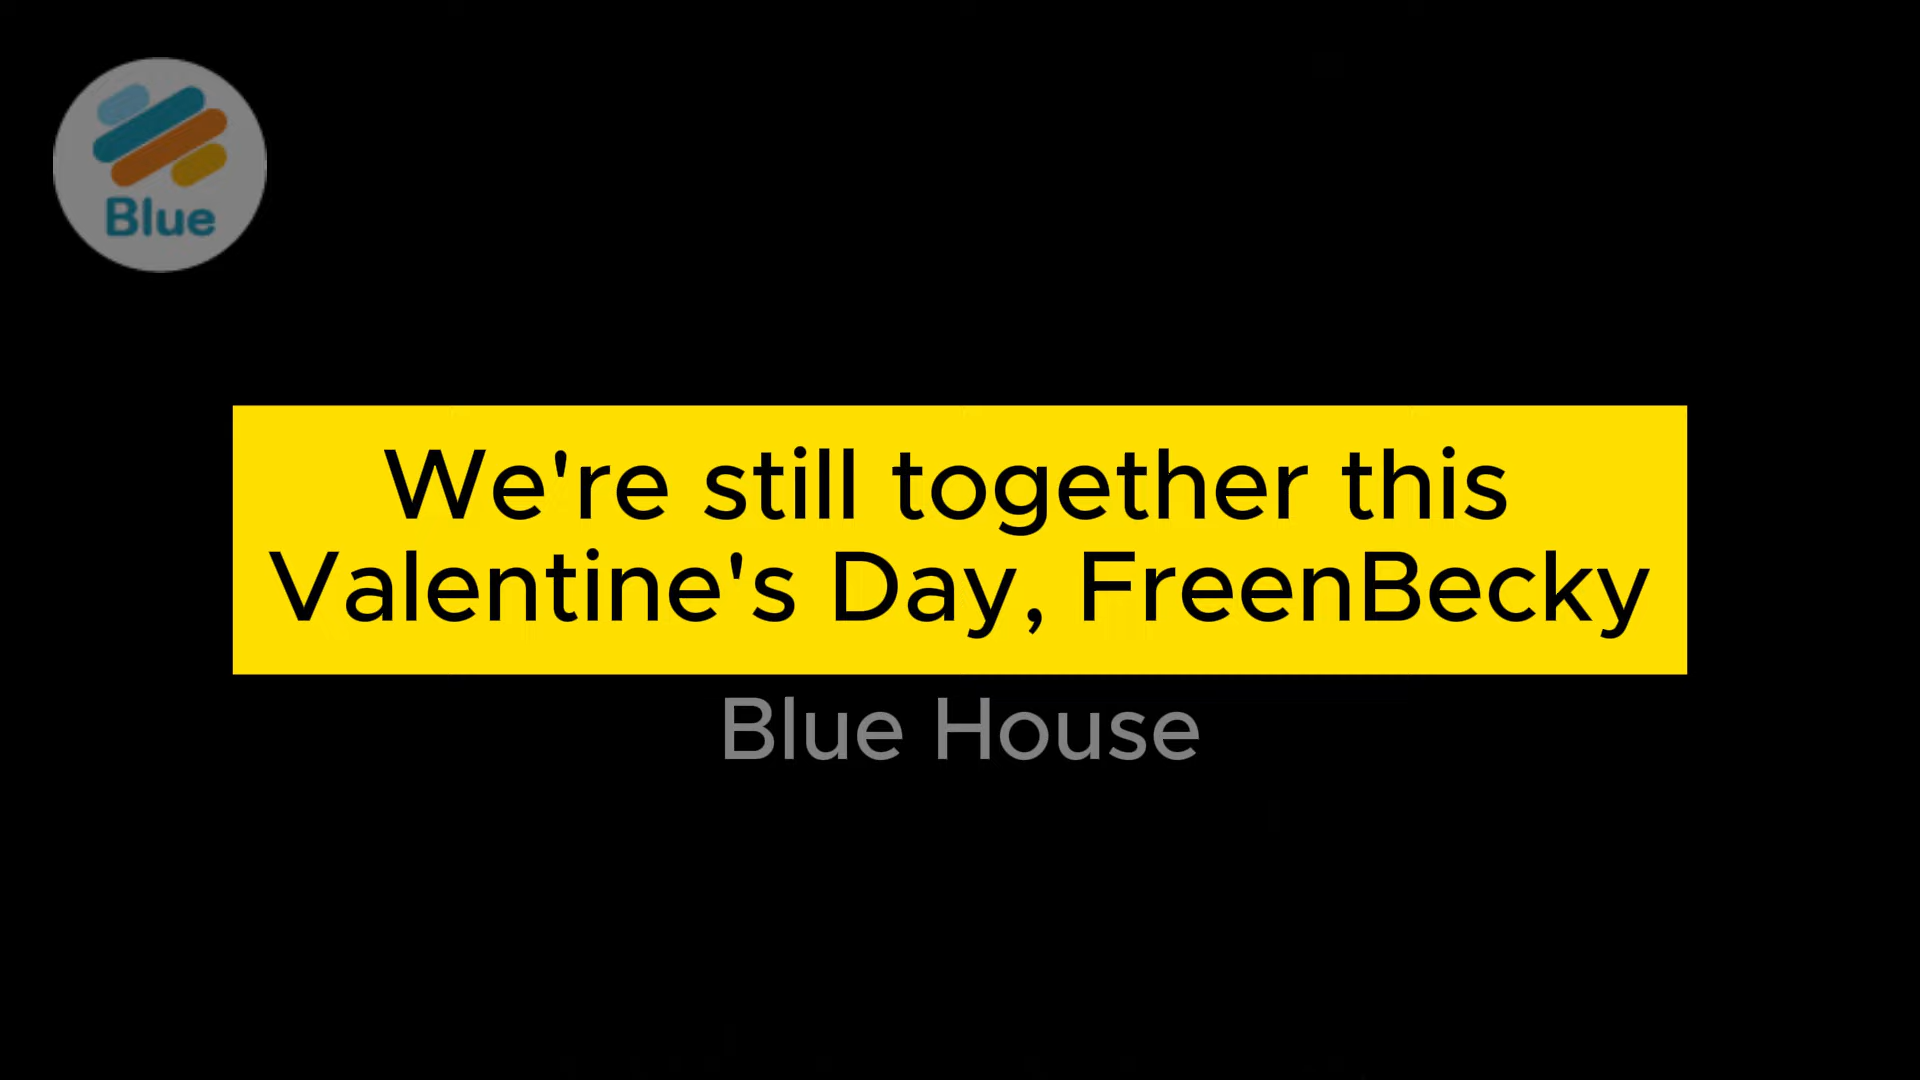 Blue
We're still together this
Valentine's Day, FreenBecky
Blue House